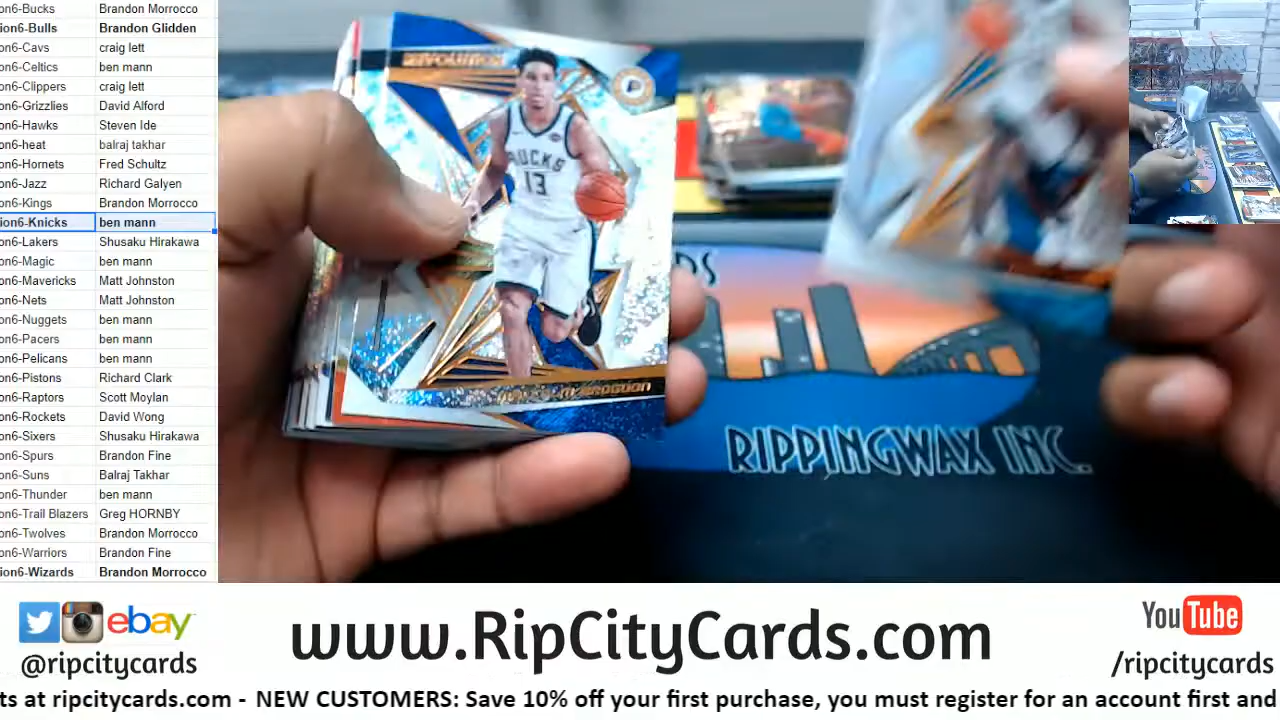 on6-Bucks Brandon Morrocco
ion6-Bulls Brandon Glidden
on6-Cavs craig lett
on6-Celtics ben mann
on6-Clippers craig lett
on6-Grizzlies David Alford
on6-Hawks Steven Ide
on6-heat balraj takhar
on6-Hornets Fred Schultz
on6-Jazz Richard Galyen
on6-Kings Brandon Morrocco
ion6-Knicks ben mann
on6-Lakers Shusaku Hirakawa
on6-Magic ben mann
on6-Mavericks Matt Johnston
on6-Nets Matt Johnston
on6-Nuggets ben mann
on6-Pacers ben mann
on6-Pelicans ben mann
on6-Pistons Richard Clark
on6-Raptors Scott Moylan
on6-Rockets David Wong
on6-Sixers Shusaku Hirakawa
on6-Spurs Brandon Fine
on6-Suns Balraj Takhar
on6-Thunder ben mann
on6-Trail Blazers Greg HORNBY
on6-Twolves Brandon Morrocco
on6-Warriors Brandon Fine
ion6-Wizards Brandon Morrocco
REVOLUTION
BUCKS
13
RIPPINGWAX INC.
ebay
@ripcitycards
www.RipCityCards.com
YouTube
/ripcitycards
ts at ripcitycards.com - NEW CUSTOMERS: Save 10% off your first purchase, you must register for an account first and